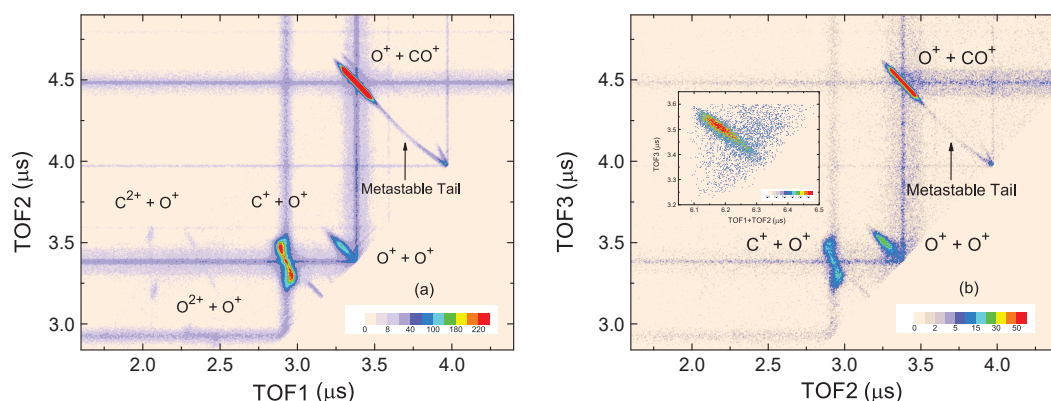 O⁺ + CO⁺
Metastable Tail
C²⁺ + O⁺
C⁺ + O⁺
O⁺ + O⁺
O²⁺ + O⁺
(a)
0 8 40 100 180 220
4.5
4.0
3.5
3.0
TOF2 (μs)
2.0 2.5 3.0 3.5 4.0
TOF1 (μs)
O⁺ + CO⁺
3.6
3.5
3.4
3.3
3.2
TOF3 (μs)
6.1 6.2 6.3 6.4 6.5
TOF1+TOF2 (μs)
Metastable Tail
C⁺ + O⁺
O⁺ + O⁺
(b)
0 2 5 15 30 50
4.5
4.0
3.5
3.0
TOF3 (μs)
2.0 2.5 3.0 3.5 4.0
TOF2 (μs)